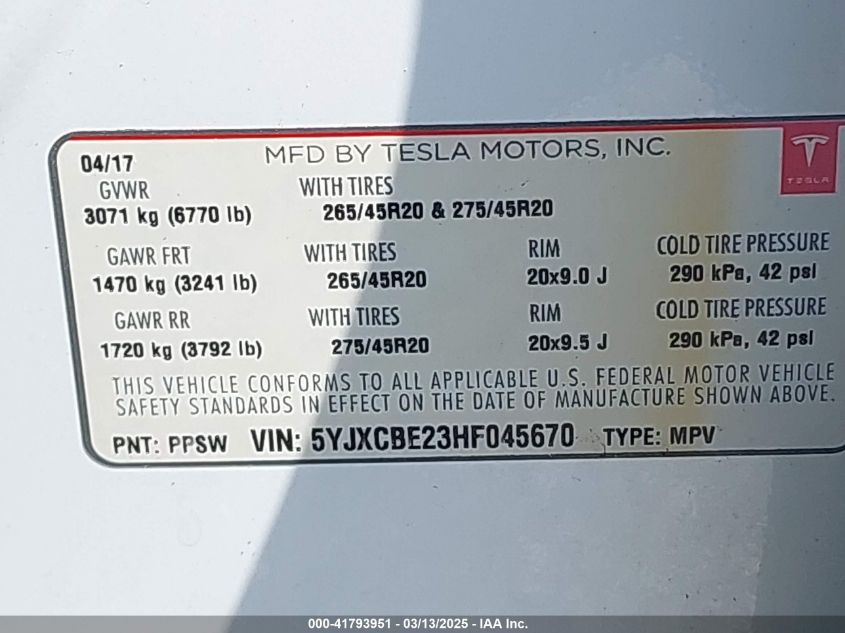 04/17 MFD BY TESLA MOTORS, INC.
TESLA
GVWR WITH TIRES
3071 kg (6770 lb) 265/45R20 & 275/45R20
GAWR FRT WITH TIRES RIM COLD TIRE PRESSURE
1470 kg (3241 lb) 265/45R20 20x9.0 J 290 kPa, 42 psi
GAWR RR WITH TIRES RIM COLD TIRE PRESSURE
1720 kg (3792 lb) 275/45R20 20x9.5 J 290 kPa, 42 psi
THIS VEHICLE CONFORMS TO ALL APPLICABLE U.S. FEDERAL MOTOR VEHICLE
SAFETY STANDARDS IN EFFECT ON THE DATE OF MANUFACTURE SHOWN ABOVE.
PNT: PPSW VIN: 5YJXCBE23HF045670 TYPE: MPV
000-41793951 - 03/13/2025 - IAA Inc.